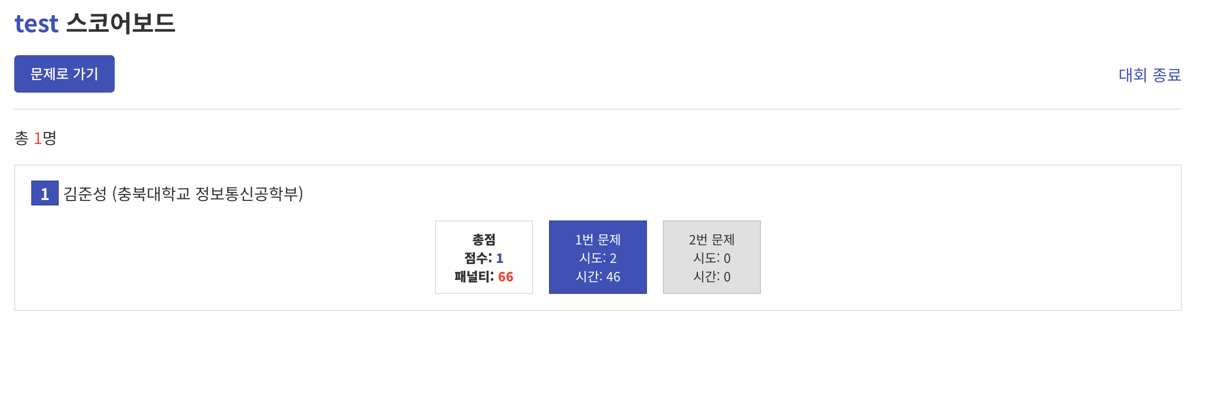 test 스코어보드
문제로 가기
대회 종료
총 1명
1 김준성 (충북대학교 정보통신공학부)
총점
점수: 1
패널티: 66
1번 문제
시도: 2
시간: 46
2번 문제
시도: 0
시간: 0